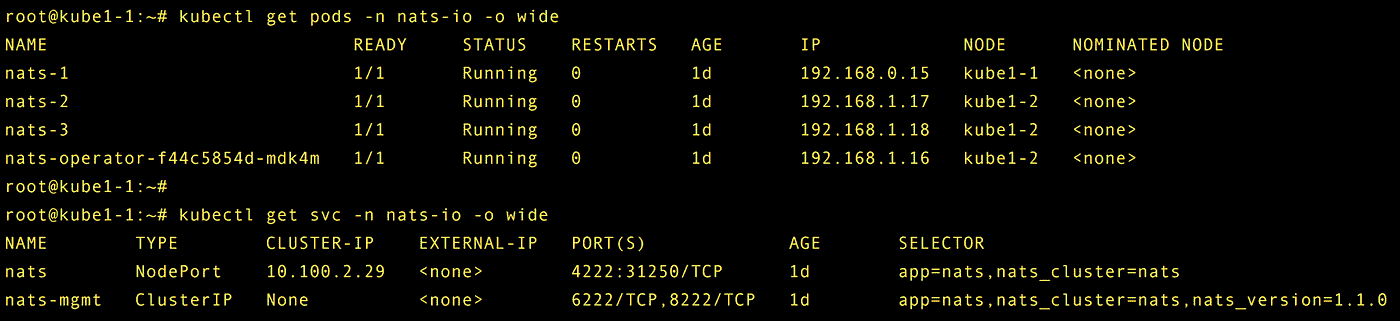 root@kube1-1:~# kubectl get pods -n nats-io -o wide
NAME READY STATUS RESTARTS AGE IP NODE NOMINATED NODE
nats-1 1/1 Running 0 1d 192.168.0.15 kube1-1 <none>
nats-2 1/1 Running 0 1d 192.168.1.17 kube1-2 <none>
nats-3 1/1 Running 0 1d 192.168.1.18 kube1-2 <none>
nats-operator-f44c5854d-mdk4m 1/1 Running 0 1d 192.168.1.16 kube1-2 <none>
root@kube1-1:~#
root@kube1-1:~# kubectl get svc -n nats-io -o wide
NAME TYPE CLUSTER-IP EXTERNAL-IP PORT(S) AGE SELECTOR
nats NodePort 10.100.2.29 <none> 4222:31250/TCP 1d app=nats,nats_cluster=nats
nats-mgmt ClusterIP None <none> 6222/TCP,8222/TCP 1d app=nats,nats_cluster=nats,nats_version=1.1.0